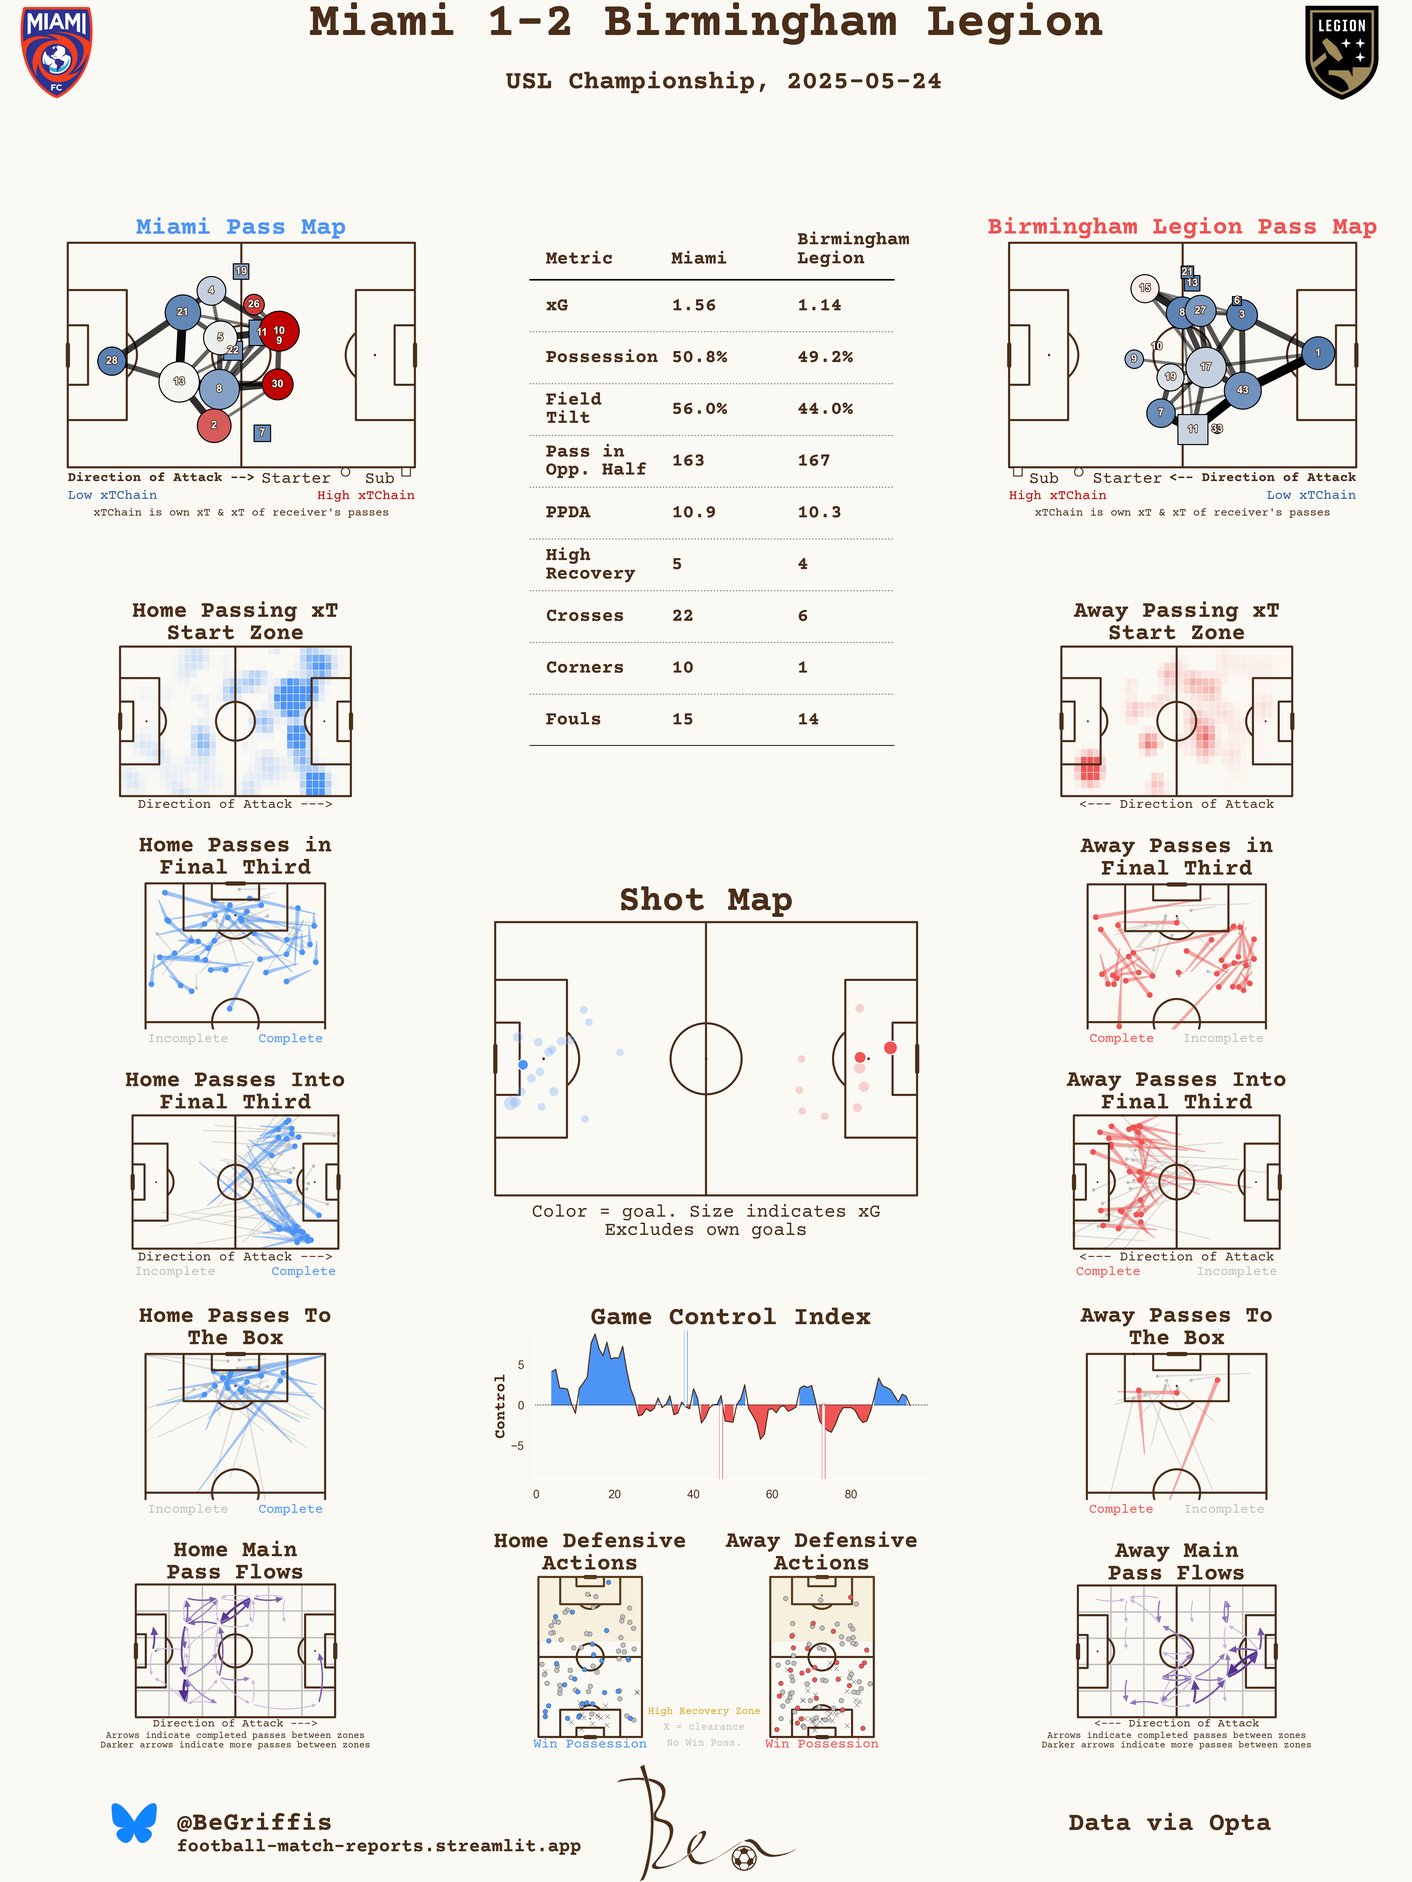 Miami 1-2 Birmingham Legion
USL Championship, 2025-05-24
MIAMI
FC
LEGION
Miami Pass Map
19
4
26
21
5
11
10
9
22
28
13
8
30
2
7
Direction of Attack --> Starter Sub
Low xTChain High xTChain
xTChain is own xT & xT of receiver's passes
Metric Miami Birmingham Legion
xG 1.56 1.14
Possession 50.8% 49.2%
Field Tilt 56.0% 44.0%
Pass in Opp. Half 163 167
PPDA 10.9 10.3
High Recovery 5 4
Crosses 22 6
Corners 10 1
Fouls 15 14
Birmingham Legion Pass Map
21
13
15
6
8
27
3
10
9
1
17
19
43
7
11
33
Sub Starter <-- Direction of Attack
High xTChain Low xTChain
xTChain is own xT & xT of receiver's passes
Home Passing xT
Start Zone
Direction of Attack --->
Away Passing xT
Start Zone
<--- Direction of Attack
Home Passes in
Final Third
Incomplete Complete
Away Passes in
Final Third
Complete Incomplete
Shot Map
Color = goal. Size indicates xG
Excludes own goals
Home Passes Into
Final Third
Direction of Attack --->
Incomplete Complete
Away Passes Into
Final Third
<--- Direction of Attack
Complete Incomplete
Home Passes To
The Box
Incomplete Complete
Game Control Index
Control
5
0
−5
0 20 40 60 80
Away Passes To
The Box
Complete Incomplete
Home Main
Pass Flows
Direction of Attack --->
Arrows indicate completed passes between zones
Darker arrows indicate more passes between zones
Home Defensive
Actions
Win Possession
High Recovery Zone
X = clearance
No Win Poss.
Away Defensive
Actions
Win Possession
Away Main
Pass Flows
<--- Direction of Attack
Arrows indicate completed passes between zones
Darker arrows indicate more passes between zones
@BeGriffis
football-match-reports.streamlit.app
Ben
Data via Opta